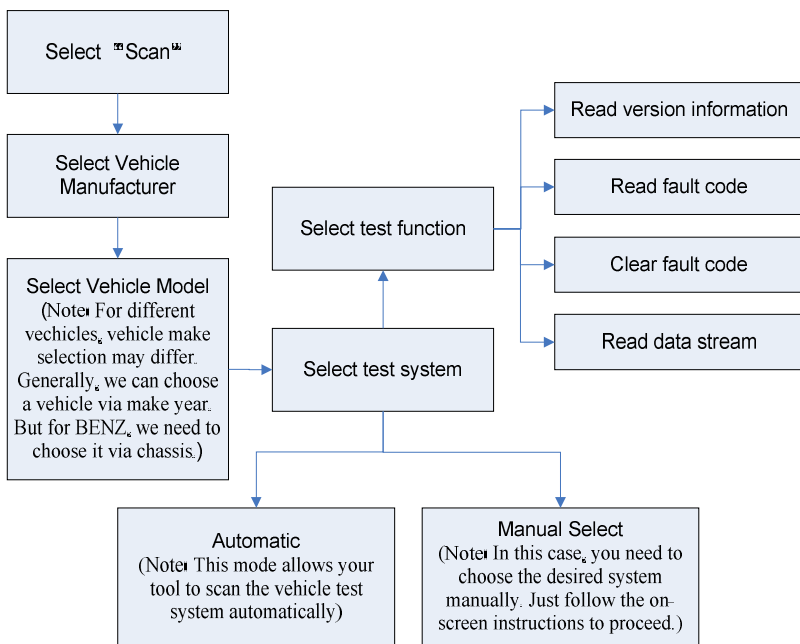 Select "Scan"
Select Vehicle
Manufacturer
Select Vehicle Model
(Note: For different
vechicles, vehicle make
selection may differ.
Generally, we can choose
a vehicle via make year.
But for BENZ, we need to
choose it via chassis.)
Select test system
Select test function
Read version information
Read fault code
Clear fault code
Read data stream
Automatic
(Note: This mode allows your
tool to scan the vehicle test
system automatically)
Manual Select
(Note: In this case, you need to
choose the desired system
manually. Just follow the on-
screen instructions to proceed.)